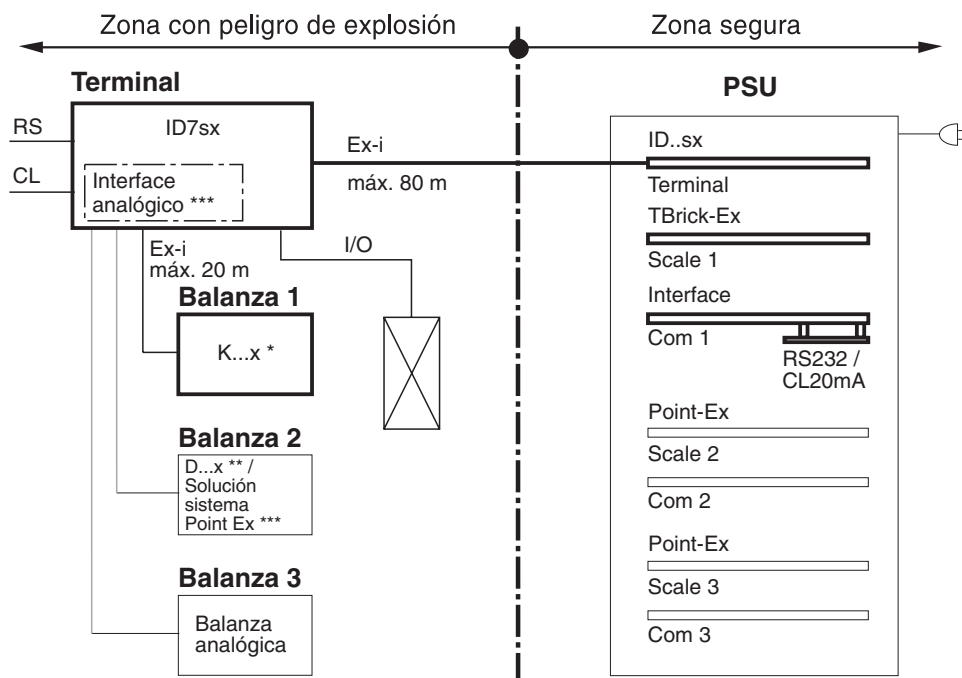 Zona con peligro de explosión
Zona segura
Terminal
PSU
RS
CL
ID7sx
Interface
analógico ***
Ex-i
máx. 80 m
Ex-i
máx. 20 m
I/O
Balanza 1
K...x *
Balanza 2
D...x ** /
Solución
sistema
Point Ex ***
Balanza 3
Balanza
analógica
ID..sx
Terminal
TBrick-Ex
Scale 1
Interface
Com 1
RS232 /
CL20mA
Point-Ex
Scale 2
Com 2
Point-Ex
Scale 3
Com 3